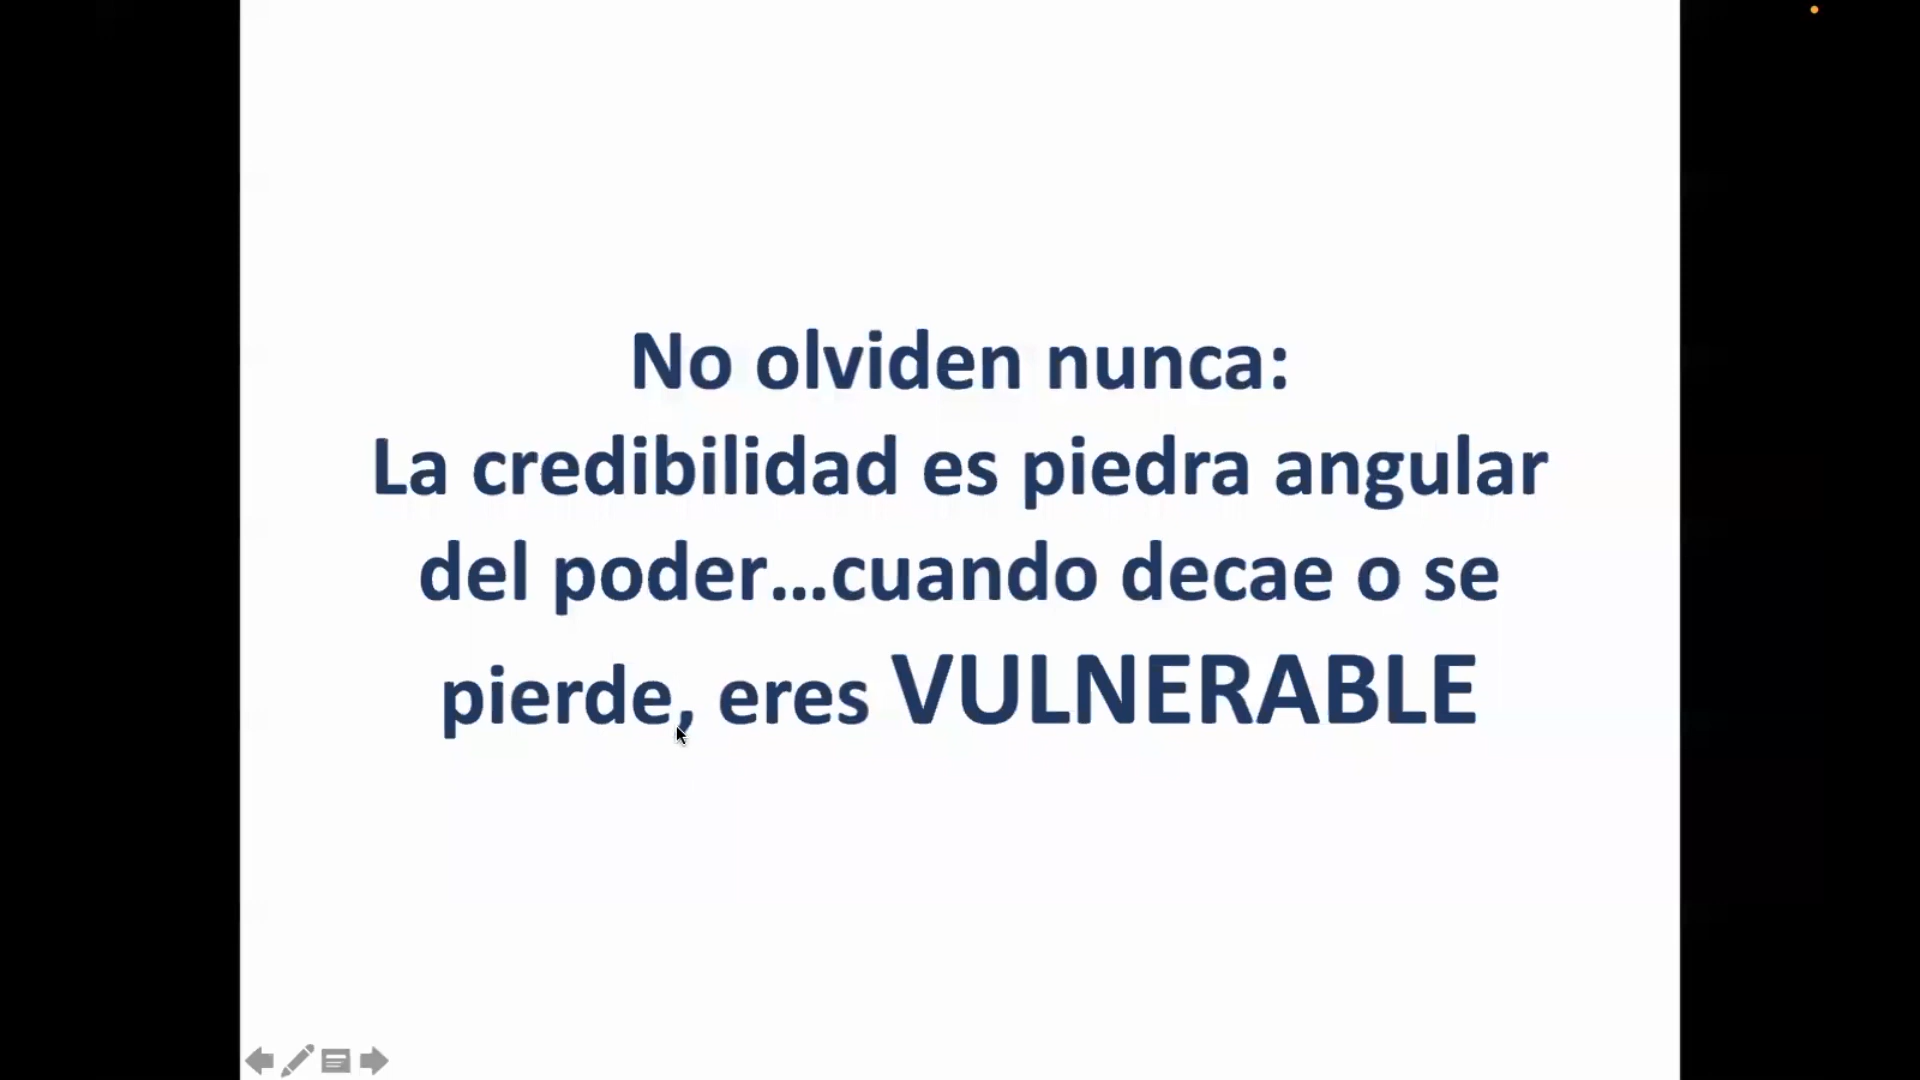 No olviden nunca:
La credibilidad es piedra angular
del poder...cuando decae o se
pierde, eres VULNERABLE